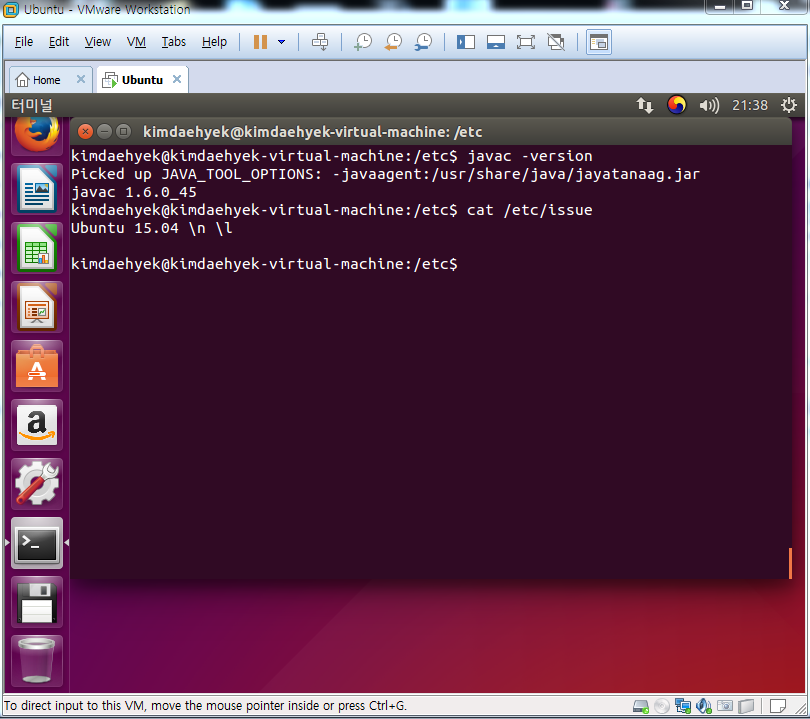 Ubuntu - VMware Workstation
File Edit View VM Tabs Help
Home Ubuntu
터미널 21:38
kimdaehyek@kimdaehyek-virtual-machine: /etc
kimdaehyek@kimdaehyek-virtual-machine:/etc$ javac -version
Picked up JAVA_TOOL_OPTIONS: -javaagent:/usr/share/java/jayatanaag.jar
javac 1.6.0_45
kimdaehyek@kimdaehyek-virtual-machine:/etc$ cat /etc/issue
Ubuntu 15.04 \n \l
kimdaehyek@kimdaehyek-virtual-machine:/etc$
To direct input to this VM, move the mouse pointer inside or press Ctrl+G.